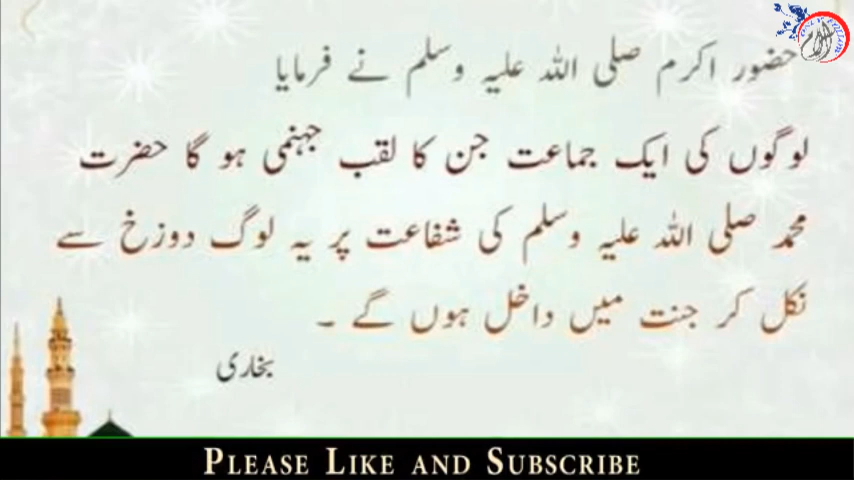 حضور اکرم صلی اللہ علیہ وسلم نے فرمایا
لوگوں کی ایک جماعت جن کا لقب جہنمی ہو گا حضرت
محمد صلی اللہ علیہ وسلم کی شفاعت پر یہ لوگ دوزخ سے
نکل کر جنت میں داخل ہوں گے ۔
بخاری
PLEASE LIKE AND SUBSCRIBE